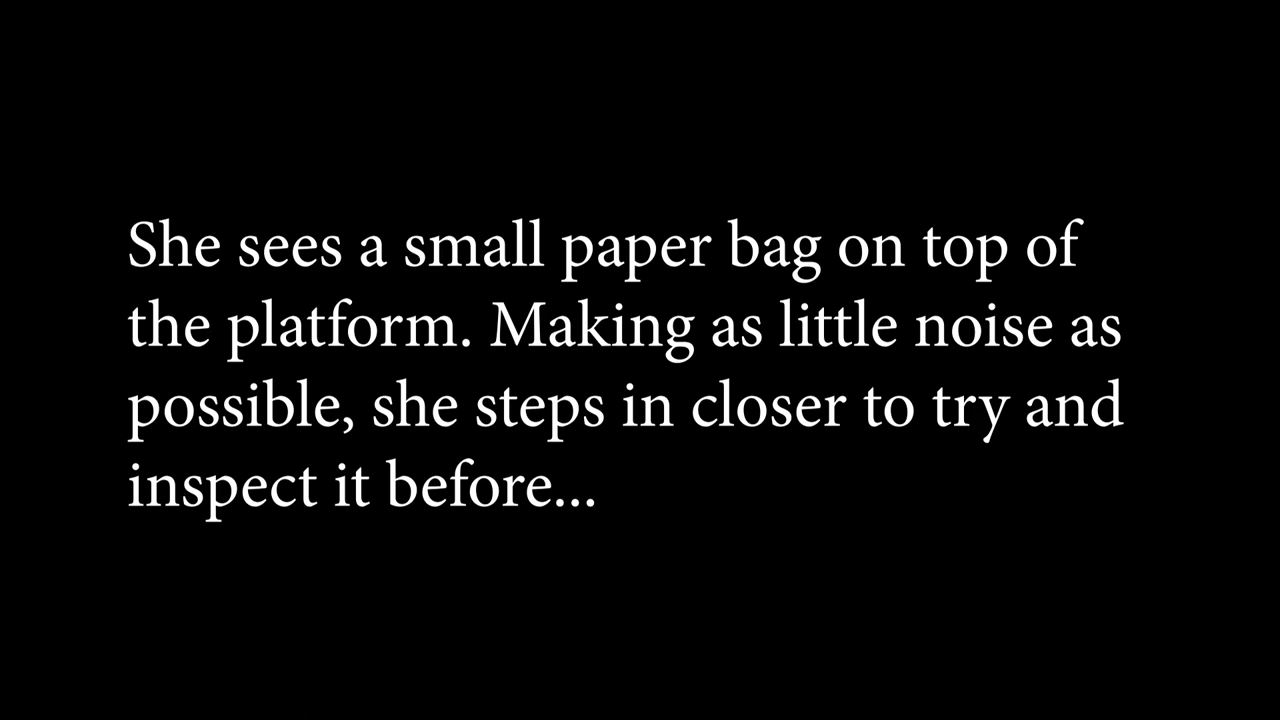 She sees a small paper bag on top of
the platform. Making as little noise as
possible, she steps in closer to try and
inspect it before...